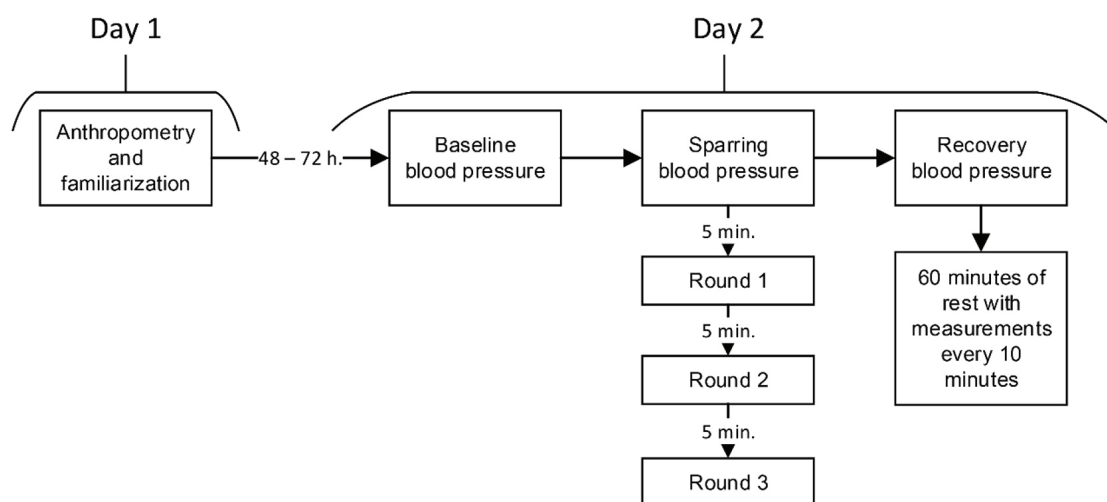 Day 1
Day 2
Anthropometry
and
familiarization
48 – 72 h.
Baseline
blood pressure
Sparring
blood pressure
Recovery
blood pressure
5 min.
Round 1
5 min.
Round 2
5 min.
Round 3
60 minutes of
rest with
measurements
every 10
minutes